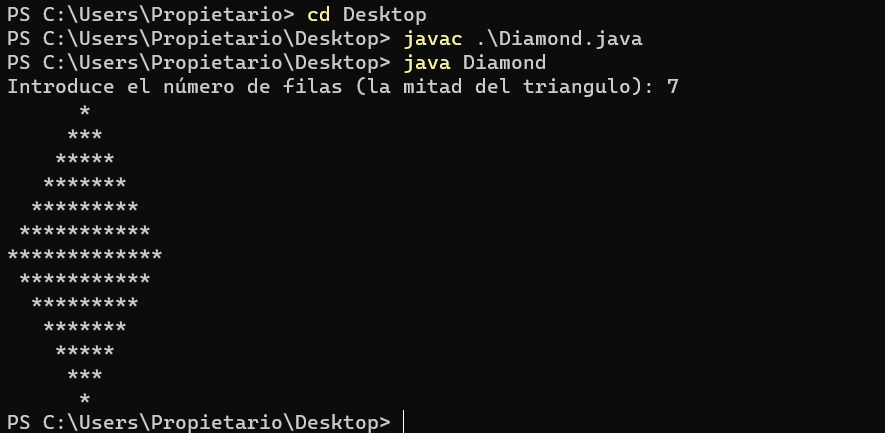 PS C:\Users\Propietario> cd Desktop
PS C:\Users\Propietario\Desktop> javac .\Diamond.java
PS C:\Users\Propietario\Desktop> java Diamond
Introduce el número de filas (la mitad del triangulo): 7
      *
     ***
    *****
   *******
  *********
 ***********
*************
 ***********
  *********
   *******
    *****
     ***
      *
PS C:\Users\Propietario\Desktop>